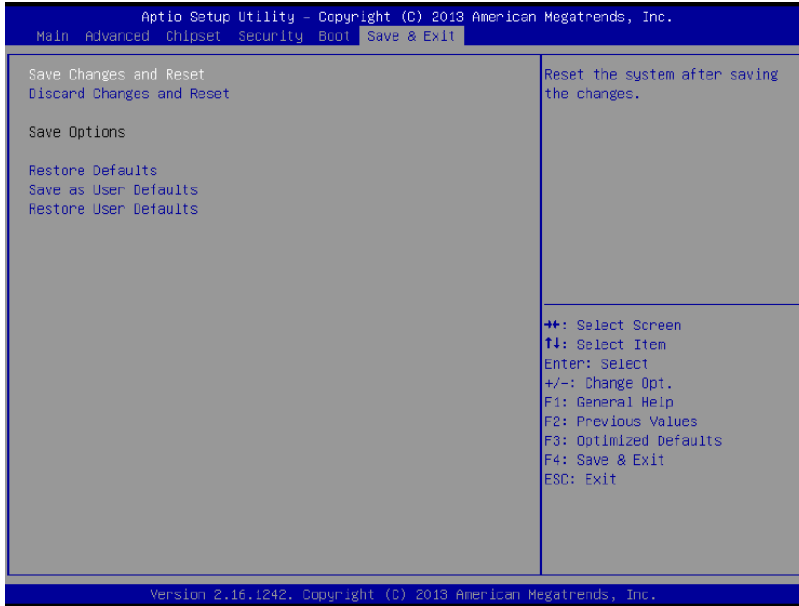 Aptio Setup Utility – Copyright (C) 2013 American Megatrends, Inc.
Main Advanced Chipset Security Boot Save & Exit
Save Changes and Reset
Discard Changes and Reset
Save Options
Restore Defaults
Save as User Defaults
Restore User Defaults
Reset the system after saving
the changes.
→←: Select Screen
↑↓: Select Item
Enter: Select
+/-: Change Opt.
F1: General Help
F2: Previous Values
F3: Optimized Defaults
F4: Save & Exit
ESC: Exit
Version 2.16.1242. Copyright (C) 2013 American Megatrends, Inc.